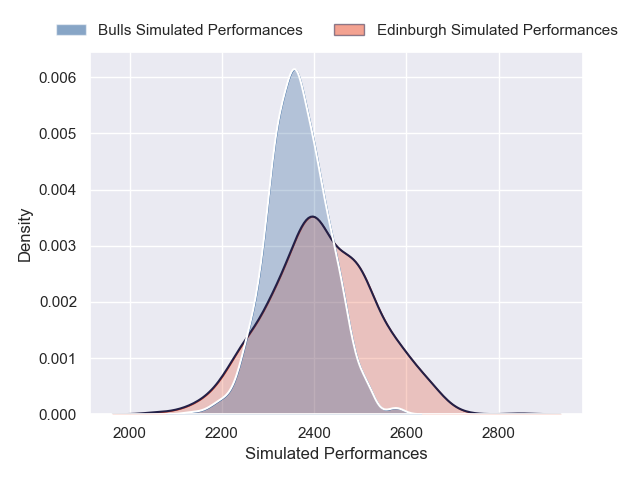 Bulls Simulated Performances
Edinburgh Simulated Performances
0.006
0.005
0.004
0.003
0.002
0.001
0.000
Density
2000 2200 2400 2600 2800
Simulated Performances